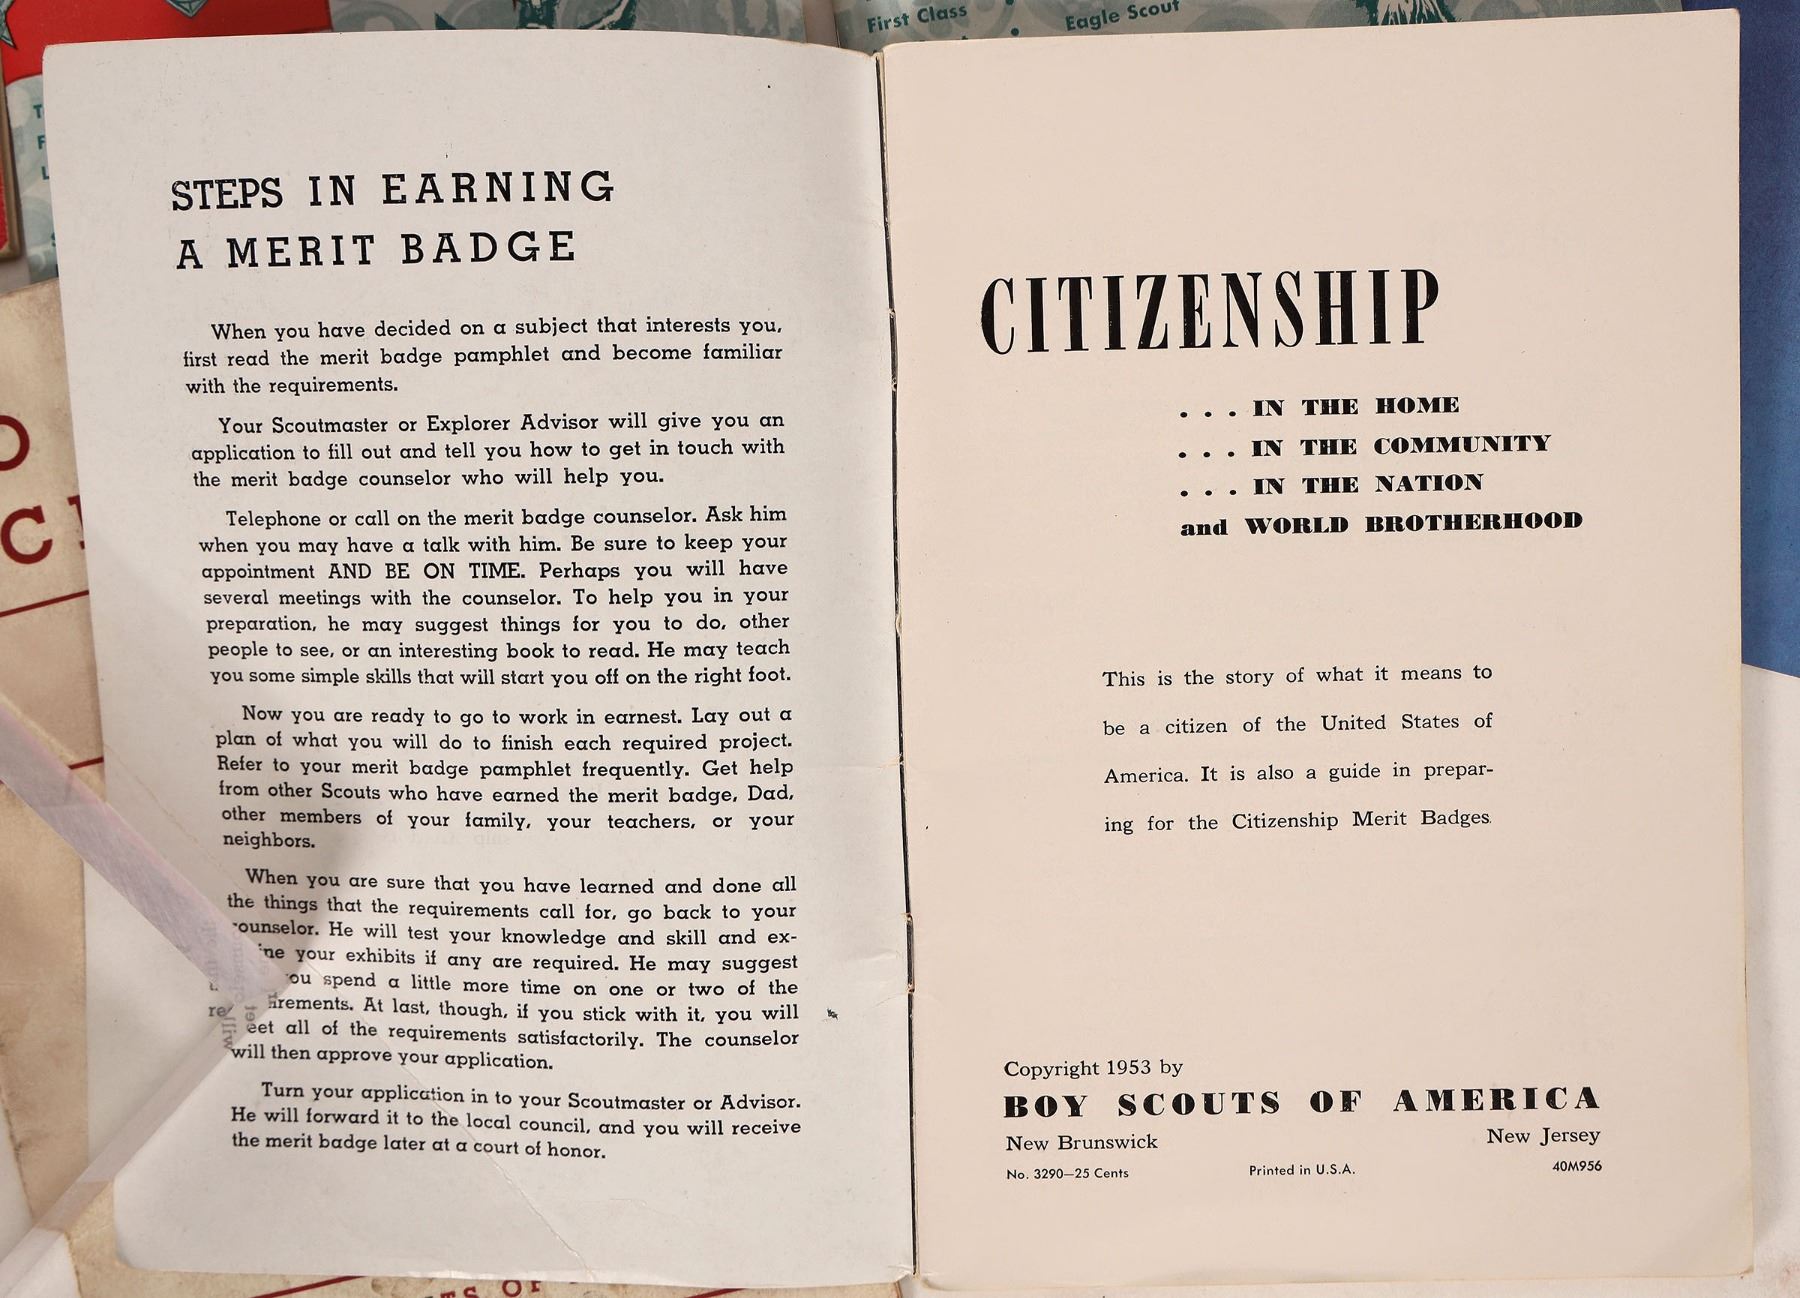 First Class
Eagle Scout
STEPS IN EARNING
A MERIT BADGE
When you have decided on a subject that interests you,
first read the merit badge pamphlet and become familiar
with the requirements.
Your Scoutmaster or Explorer Advisor will give you an
application to fill out and tell you how to get in touch with
the merit badge counselor who will help you.
Telephone or call on the merit badge counselor. Ask him
when you may have a talk with him. Be sure to keep your
appointment AND BE ON TIME. Perhaps you will have
several meetings with the counselor. To help you in your
preparation, he may suggest things for you to do, other
people to see, or an interesting book to read. He may teach
you some simple skills that will start you off on the right foot.
Now you are ready to go to work in earnest. Lay out a
plan of what you will do to finish each required project.
Refer to your merit badge pamphlet frequently. Get help
from other Scouts who have earned the merit badge, Dad,
other members of your family, your teachers, or your
neighbors.
When you are sure that you have learned and done all
the things that the requirements call for, go back to your
ounselor. He will test your knowledge and skill and ex-
ine your exhibits if any are required. He may suggest
ou spend a little more time on one or two of the
irements. At last, though, if you stick with it, you will
eet all of the requirements satisfactorily. The counselor
will then approve your application.
Turn your application in to your Scoutmaster or Advisor.
He will forward it to the local council, and you will receive
the merit badge later at a court of honor.
CITIZENSHIP
. . . IN THE HOME
. . . IN THE COMMUNITY
. . . IN THE NATION
and WORLD BROTHERHOOD
This is the story of what it means to
be a citizen of the United States of
America. It is also a guide in prepar-
ing for the Citizenship Merit Badges.
Copyright 1953 by
BOY SCOUTS OF AMERICA
New Brunswick New Jersey
No. 3290—25 Cents Printed in U.S.A. 40M956